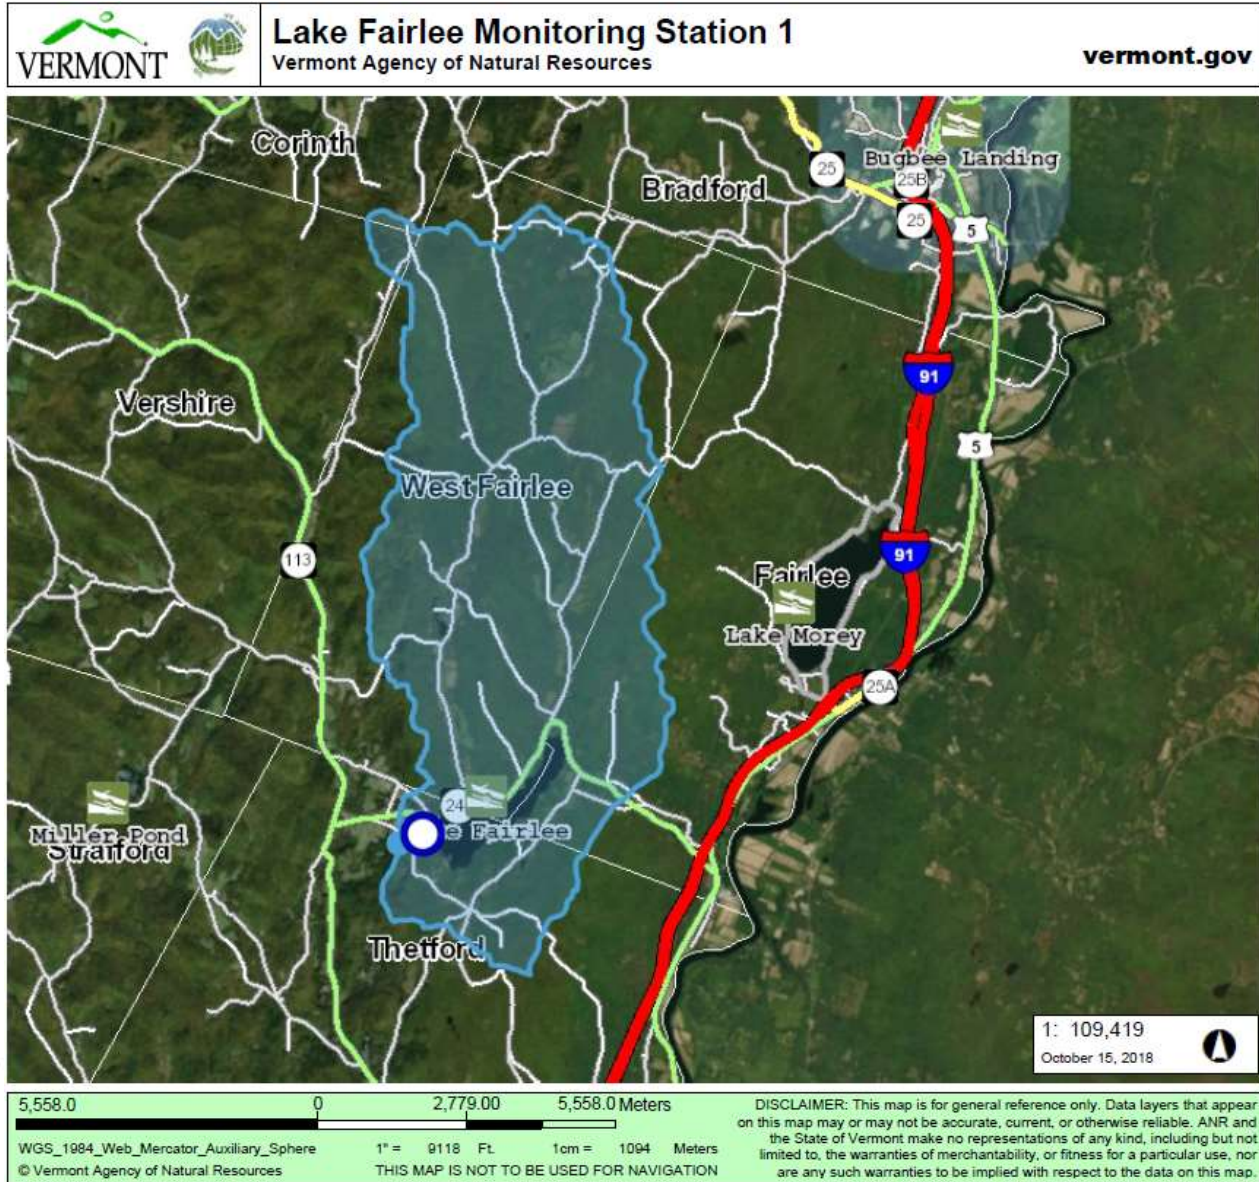 VERMONT
Lake Fairlee Monitoring Station 1
Vermont Agency of Natural Resources
vermont.gov
Corinth
Bugbee Landing
25
25B
Bradford
25
5
91
Vershire
5
West Fairlee
113
91
Fairlee
Lake Morey
25A
24
e Fairlee
Miller Pond
Strafford
Thetford
1: 109,419
October 15, 2018
5,558.0 0 2,779.00 5,558.0 Meters
WGS_1984_Web_Mercator_Auxiliary_Sphere 1" = 9118 Ft. 1cm = 1094 Meters
© Vermont Agency of Natural Resources THIS MAP IS NOT TO BE USED FOR NAVIGATION
DISCLAIMER: This map is for general reference only. Data layers that appear
on this map may or may not be accurate, current, or otherwise reliable. ANR and
the State of Vermont make no representations of any kind, including but not
limited to, the warranties of merchantability, or fitness for a particular use, nor
are any such warranties to be implied with respect to the data on this map.